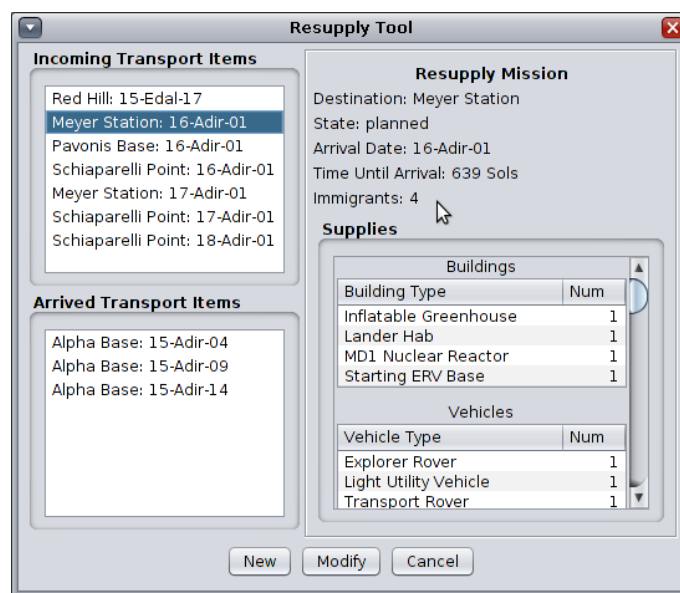 Resupply Tool
Incoming Transport Items
Red Hill: 15-Edal-17
Meyer Station: 16-Adir-01
Pavonis Base: 16-Adir-01
Schiaparelli Point: 16-Adir-01
Meyer Station: 17-Adir-01
Schiaparelli Point: 17-Adir-01
Schiaparelli Point: 18-Adir-01
Arrived Transport Items
Alpha Base: 15-Adir-04
Alpha Base: 15-Adir-09
Alpha Base: 15-Adir-14
Resupply Mission
Destination: Meyer Station
State: planned
Arrival Date: 16-Adir-01
Time Until Arrival: 639 Sols
Immigrants: 4
Supplies
Buildings
Building Type Num
Inflatable Greenhouse 1
Lander Hab 1
MD1 Nuclear Reactor 1
Starting ERV Base 1
Vehicles
Vehicle Type Num
Explorer Rover 1
Light Utility Vehicle 1
Transport Rover 1
New Modify Cancel